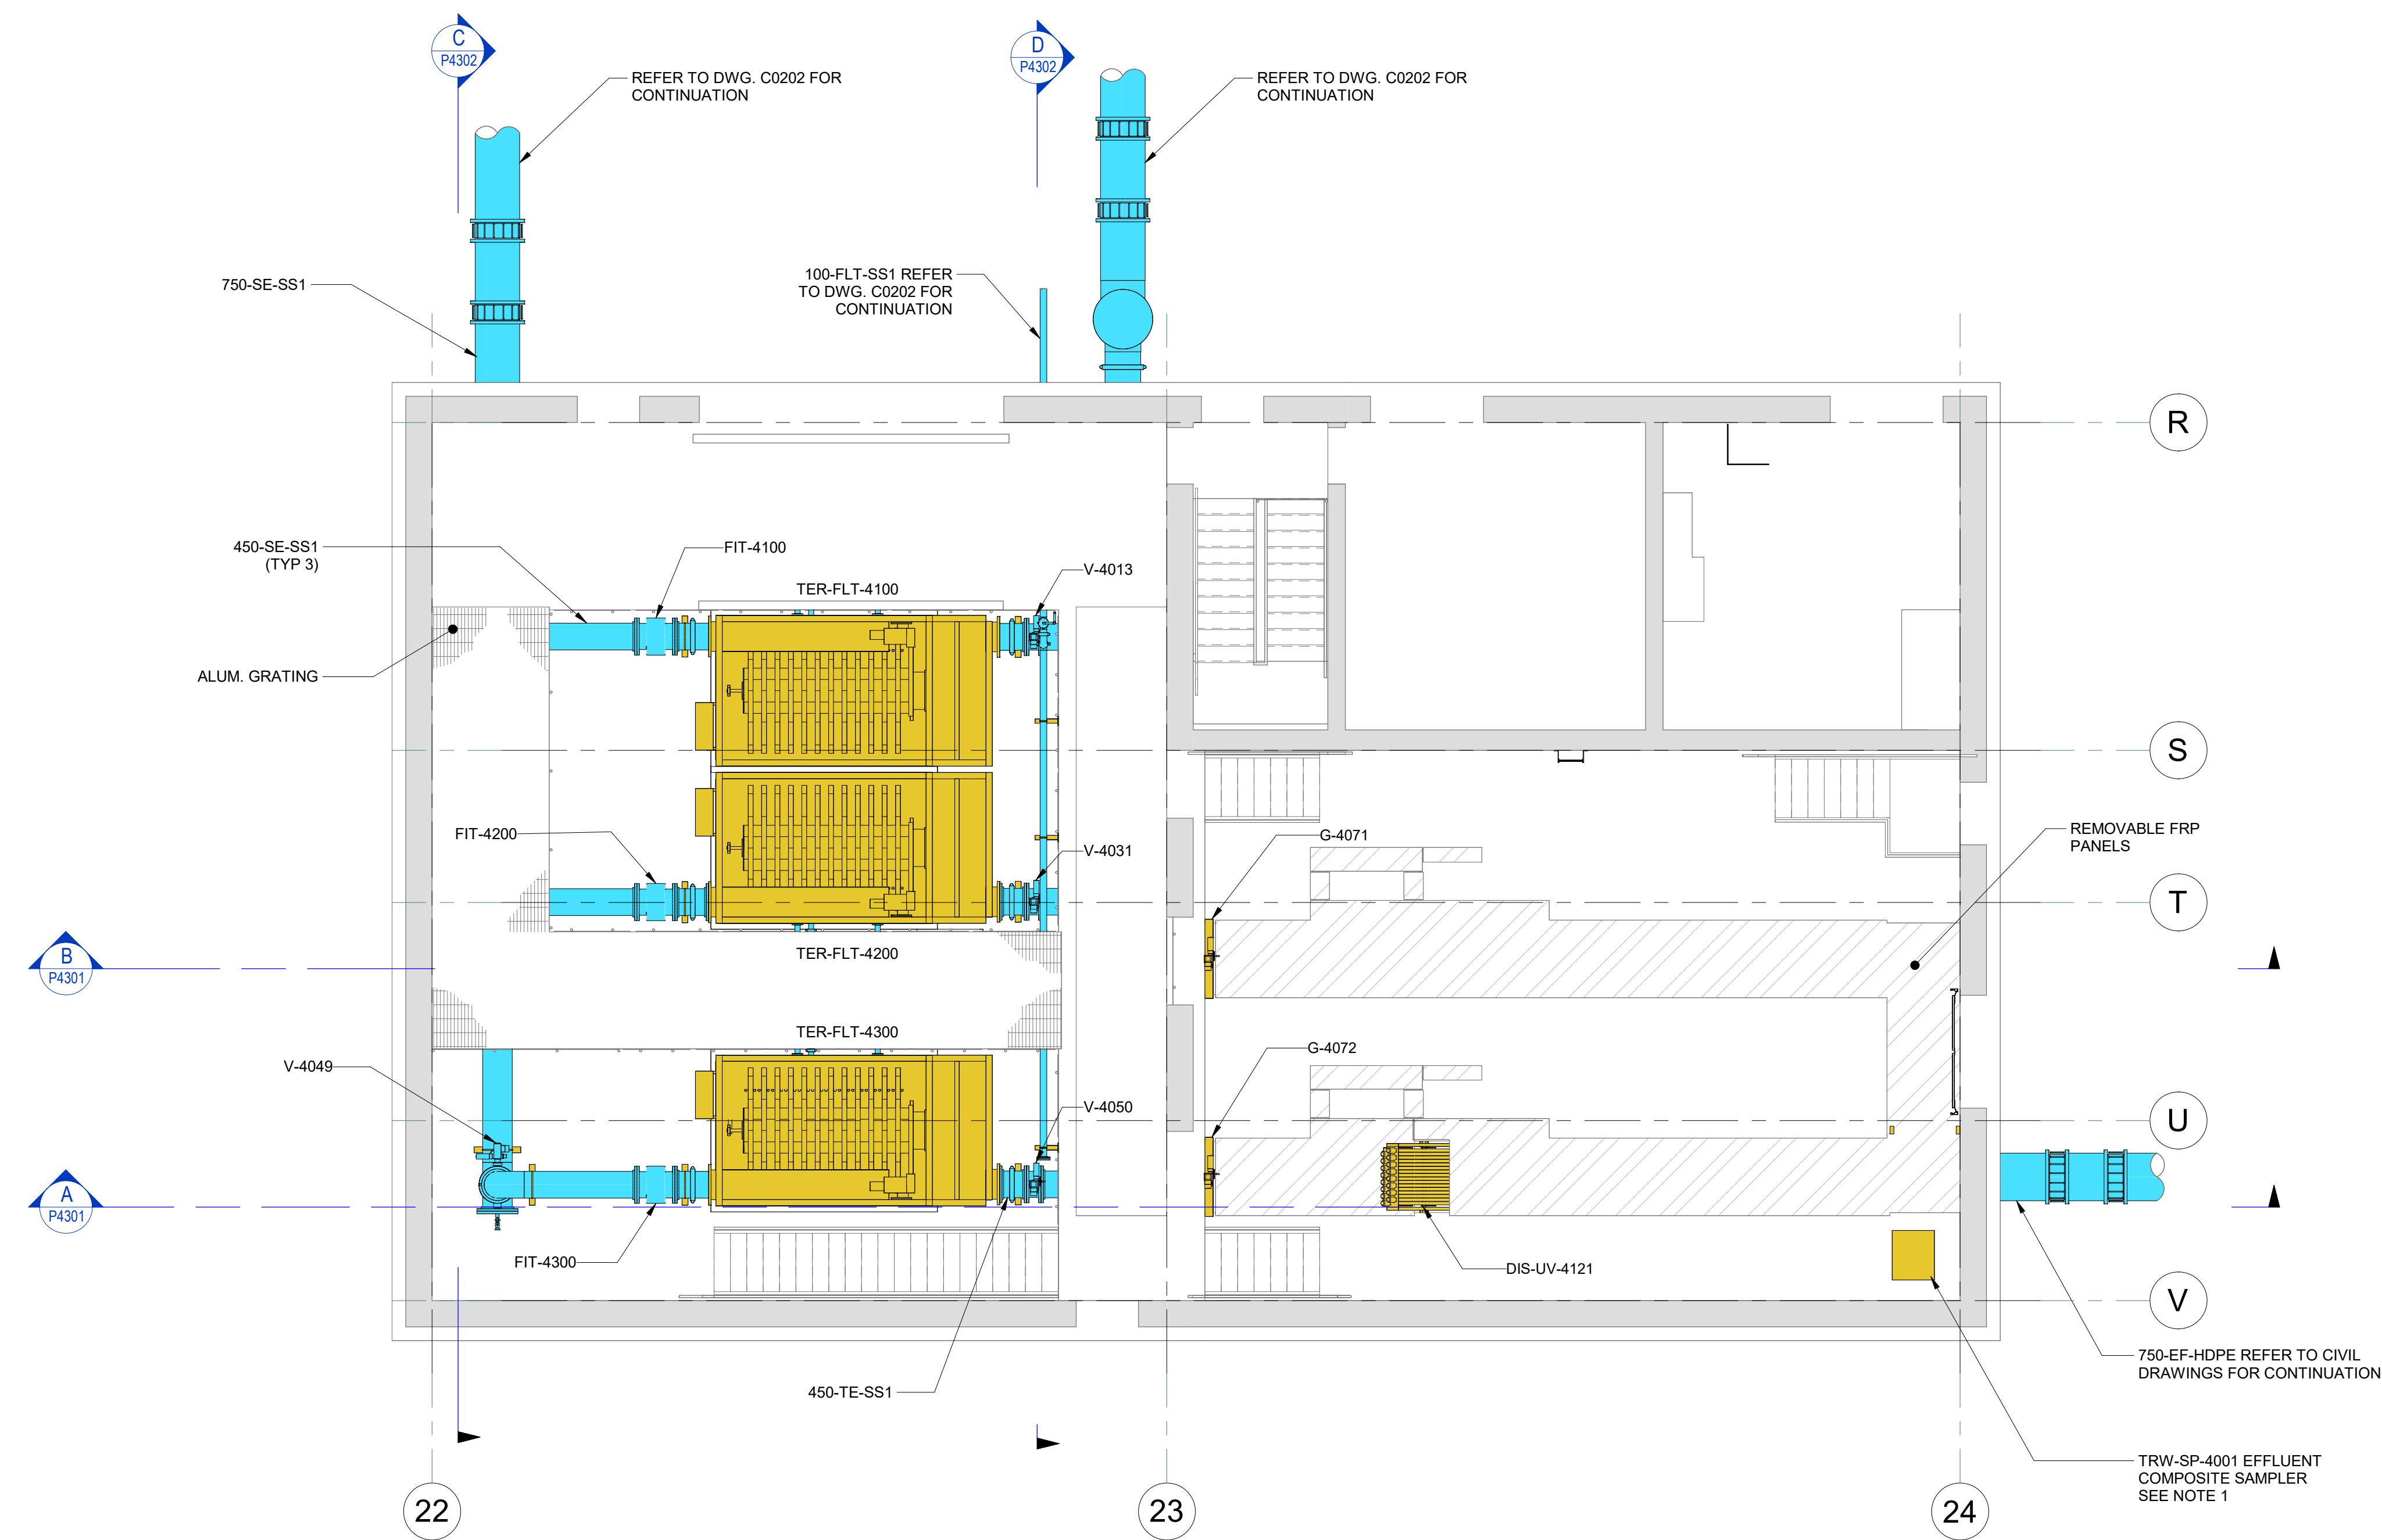 C
P4302
D
P4302
REFER TO DWG. C0202 FOR
CONTINUATION
REFER TO DWG. C0202 FOR
CONTINUATION
750-SE-SS1
100-FLT-SS1 REFER
TO DWG. C0202 FOR
CONTINUATION
R
450-SE-SS1
(TYP 3)
FIT-4100
V-4013
TER-FLT-4100
ALUM. GRATING
S
FIT-4200
V-4031
G-4071
REMOVABLE FRP
PANELS
T
B
P4301
TER-FLT-4200
TER-FLT-4300
V-4049
G-4072
V-4050
U
A
P4301
FIT-4300
DIS-UV-4121
V
750-EF-HDPE REFER TO CIVIL
DRAWINGS FOR CONTINUATION
450-TE-SS1
TRW-SP-4001 EFFLUENT
COMPOSITE SAMPLER
SEE NOTE 1
22
23
24